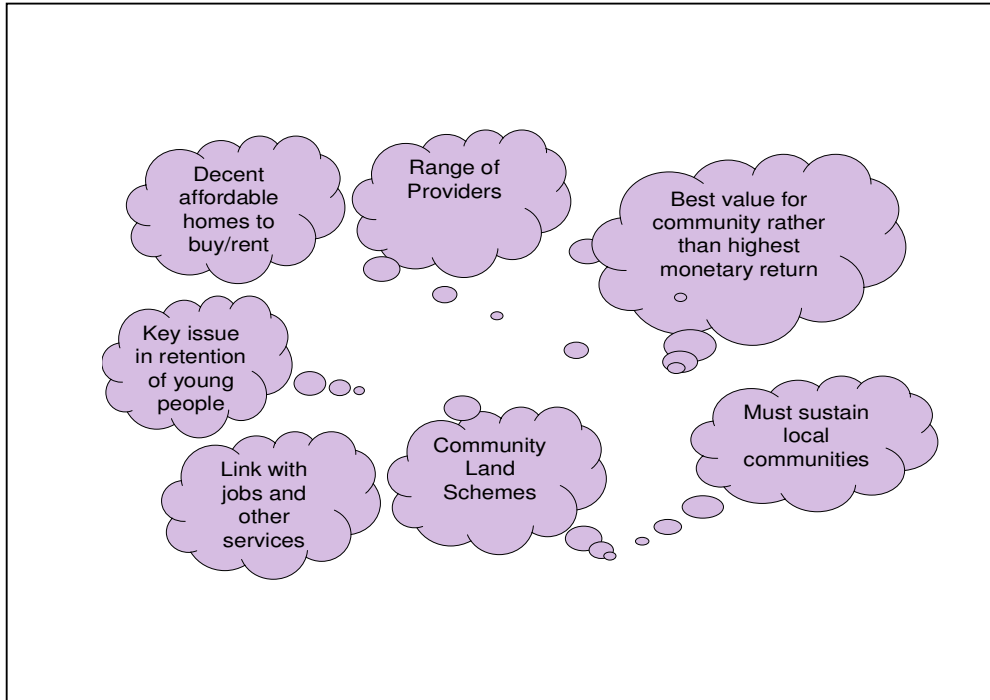 Decent
affordable
homes to
buy/rent
Range of
Providers
Best value for
community rather
than highest
monetary return
Key issue
in retention
of young
people
Link with
jobs and
other
services
Community
Land
Schemes
Must sustain
local
communities